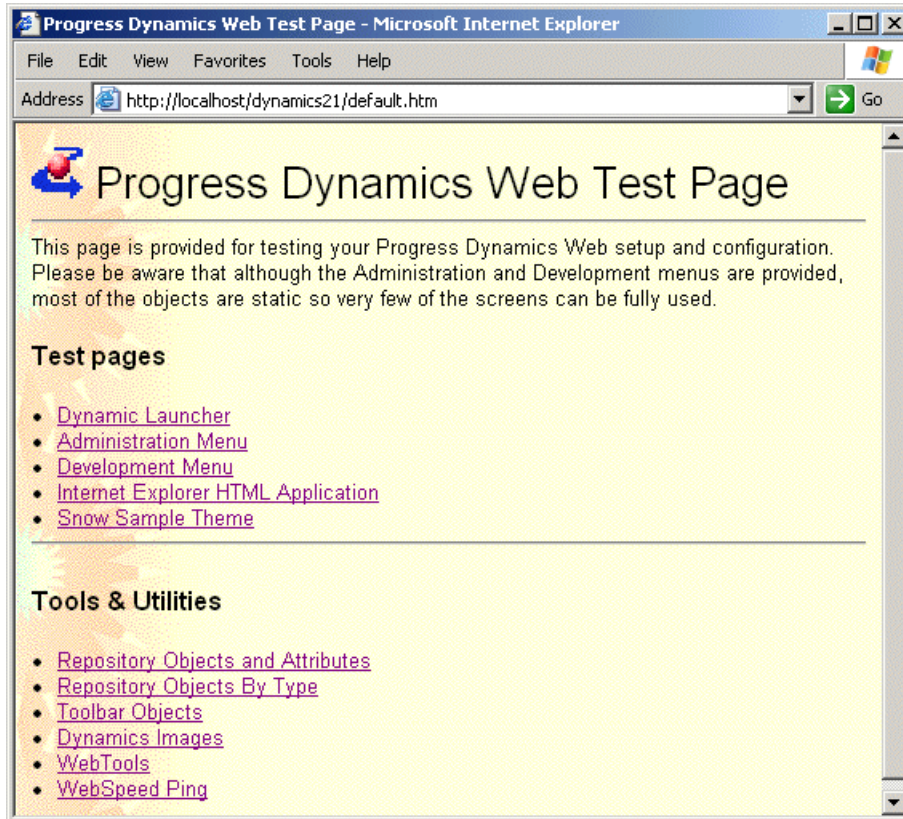 Progress Dynamics Web Test Page - Microsoft Internet Explorer
File Edit View Favorites Tools Help
Address http://localhost/dynamics21/default.htm Go
Progress Dynamics Web Test Page
This page is provided for testing your Progress Dynamics Web setup and configuration.
Please be aware that although the Administration and Development menus are provided,
most of the objects are static so very few of the screens can be fully used.
Test pages
• Dynamic Launcher
• Administration Menu
• Development Menu
• Internet Explorer HTML Application
• Snow Sample Theme
Tools & Utilities
• Repository Objects and Attributes
• Repository Objects By Type
• Toolbar Objects
• Dynamics Images
• WebTools
• WebSpeed Ping